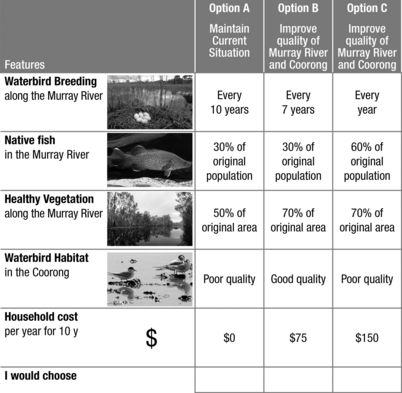 Option A Option B Option C
Maintain Improve Improve
Current quality of quality of
Situation Murray River Murray River
Features and Coorong and Coorong
Waterbird Breeding
along the Murray River
Every Every Every
10 years 7 years year
Native fish
in the Murray River
30% of 30% of 60% of
original original original
population population population
Healthy Vegetation
along the Murray River
50% of 70% of 70% of
original area original area original area
Waterbird Habitat
in the Coorong
Poor quality Good quality Poor quality
Household cost
per year for 10 y
$ $0 $75 $150
I would choose